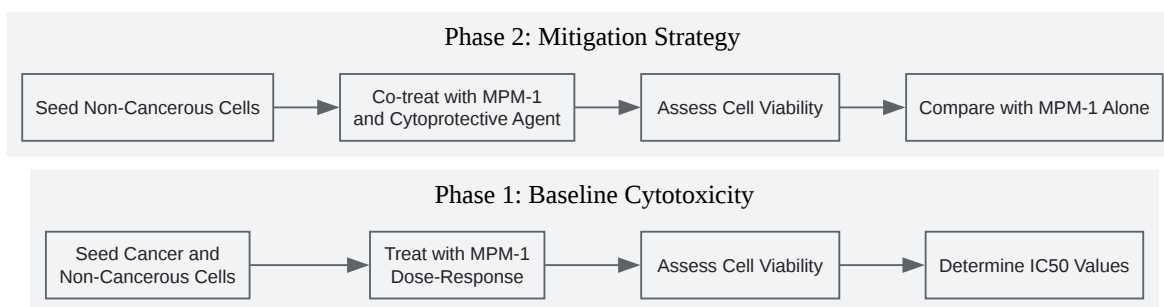 Phase 2: Mitigation Strategy
Seed Non-Cancerous Cells
Co-treat with MPM-1
and Cytoprotective Agent
Assess Cell Viability
Compare with MPM-1 Alone
Phase 1: Baseline Cytotoxicity
Seed Cancer and
Non-Cancerous Cells
Treat with MPM-1
Dose-Response
Assess Cell Viability
Determine IC50 Values